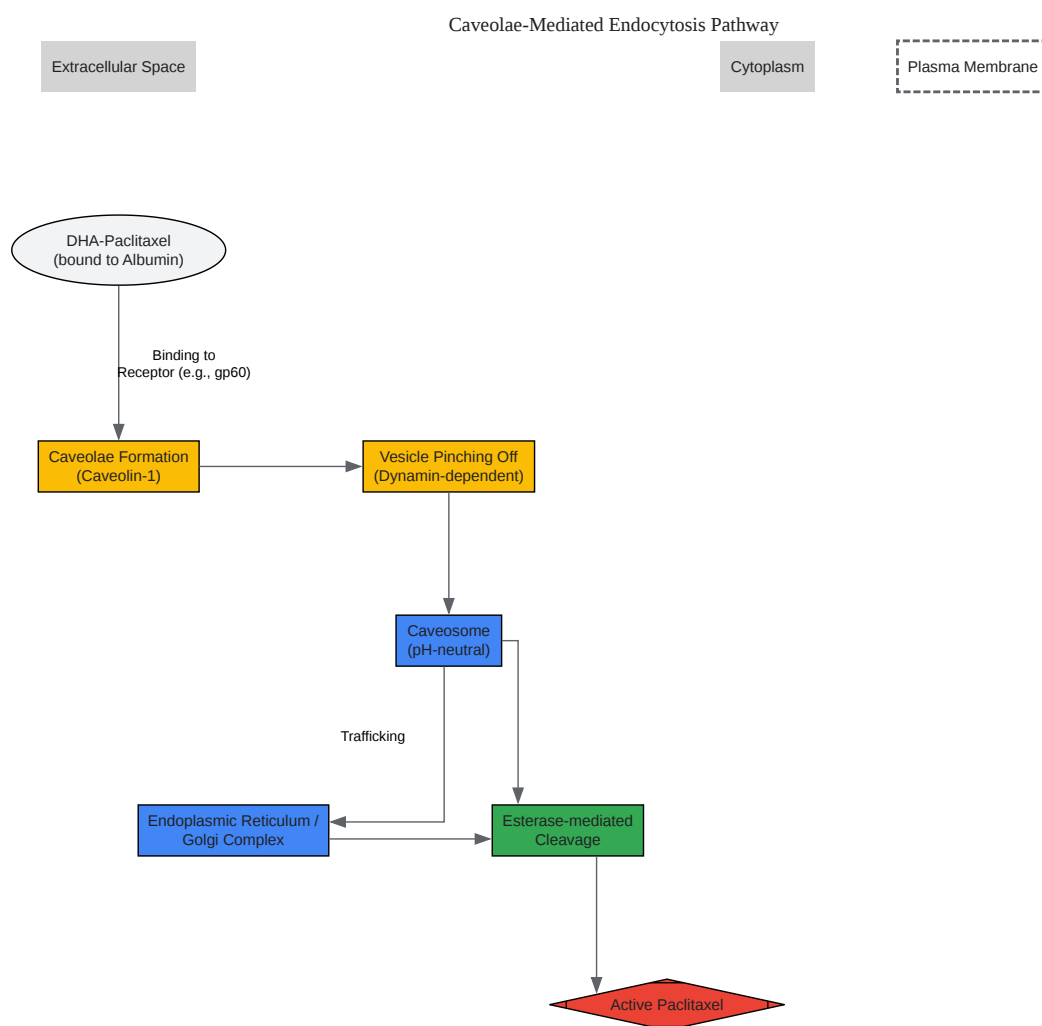 Caveolae-Mediated Endocytosis Pathway
Extracellular Space
Cytoplasm
Plasma Membrane
DHA-Paclitaxel
(bound to Albumin)
Binding to
Receptor (e.g., gp60)
Caveolae Formation
(Caveolin-1)
Vesicle Pinching Off
(Dynamin-dependent)
Caveosome
(pH-neutral)
Trafficking
Endoplasmic Reticulum /
Golgi Complex
Esterase-mediated
Cleavage
Active Paclitaxel